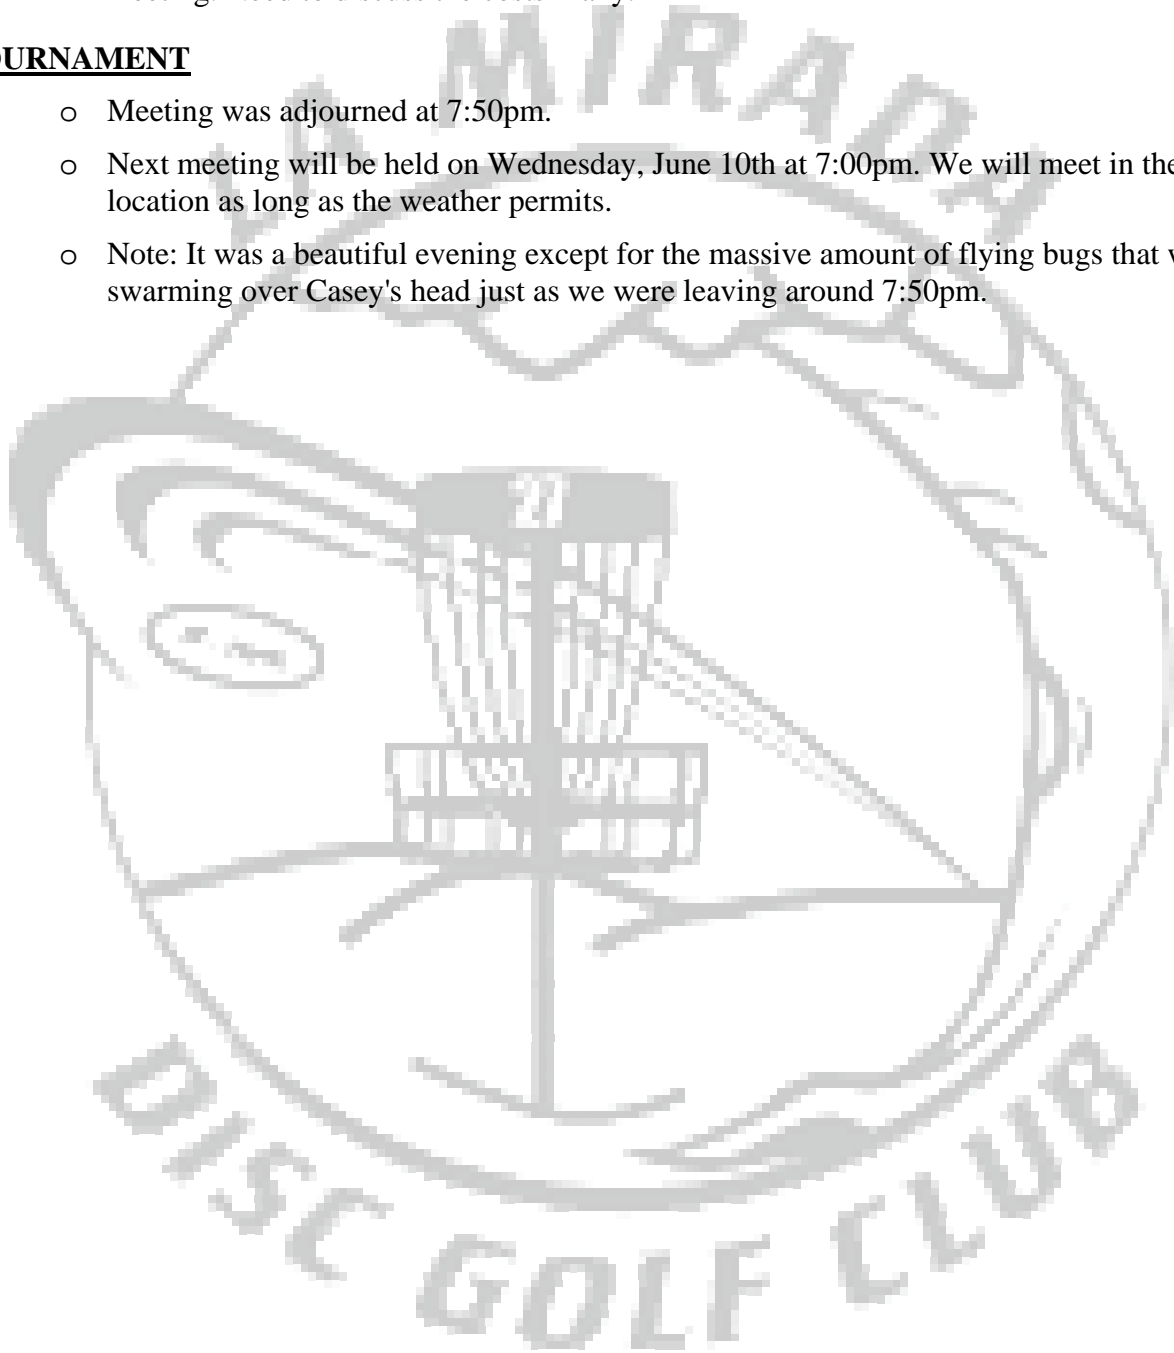 OURNAMENT
o Meeting was adjourned at 7:50pm.
o Next meeting will be held on Wednesday, June 10th at 7:00pm. We will meet in the
location as long as the weather permits.
o Note: It was a beautiful evening except for the massive amount of flying bugs that
swarming over Casey's head just as we were leaving around 7:50pm.
LA MIRADA
DISC GOLF CLUB